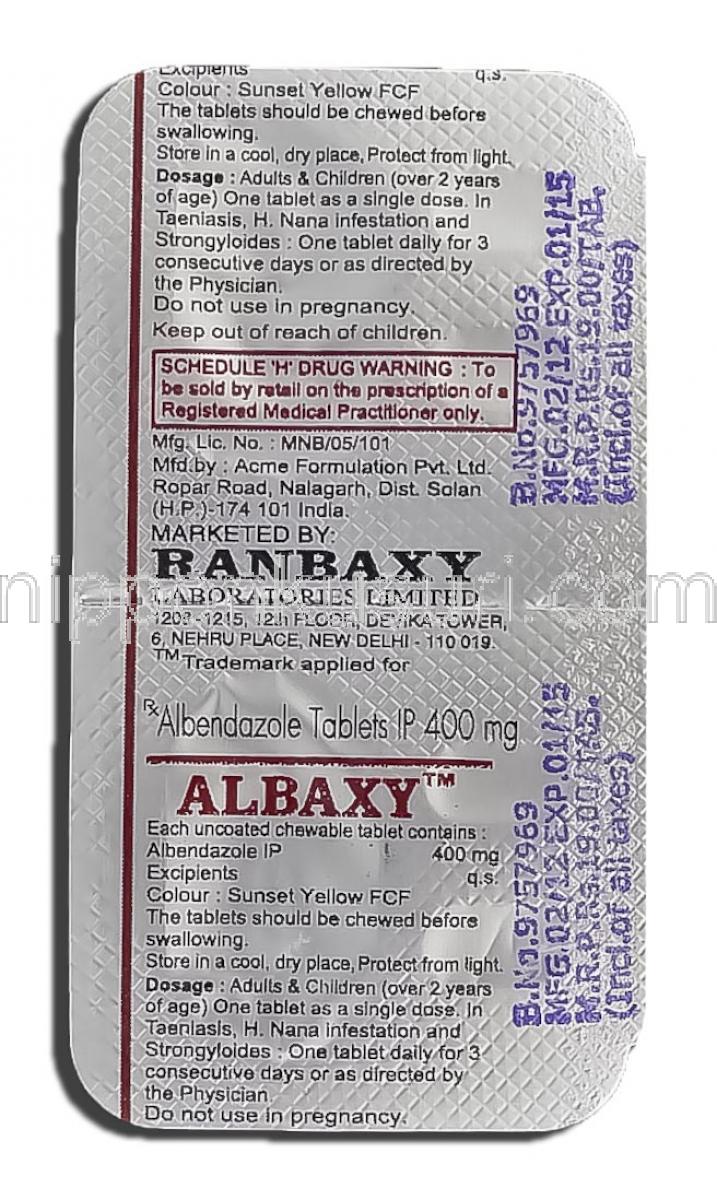 Excipients q.s.
Colour : Sunset Yellow FCF
The tablets should be chewed before
swallowing.
Store in a cool, dry place, Protect from light.
Dosage : Adults & Children (over 2 years
of age) One tablet as a single dose. In
Taeniasis, H. Nana infestation and
Strongyloides : One tablet daily for 3
consecutive days or as directed by
the Physician.
Do not use in pregnancy.
Keep out of reach of children.
SCHEDULE 'H' DRUG WARNING : To
be sold by retail on the prescription of a
Registered Medical Practitioner only.
Mfg. Lic. No. : MNB/05/101
Mfd.by : Acme Formulation Pvt. Ltd.
Ropar Road, Nalagarh, Dist. Solan
(H.P.)-174 101 India.
MARKETED BY:
RANBAXY
LABORATORIES LIMITED
12th FLOOR, DEVIKA TOWER,
6, NEHRU PLACE, NEW DELHI - 110 019.
™Trademark applied for
B.No.9757969
MFG.02/12 EXP.01/15
M.R.P.Rs.19.00/TAB.
(Incl.of all taxes)
nipponkusuri.com
Rx Albendazole Tablets IP 400 mg
ALBAXY™
Each uncoated chewable tablet contains :
Albendazole IP 400 mg
Excipients q.s.
Colour : Sunset Yellow FCF
The tablets should be chewed before
swallowing.
Store in a cool, dry place, Protect from light.
Dosage : Adults & Children (over 2 years
of age) One tablet as a single dose. In
Taeniasis, H. Nana infestation and
Strongyloides : One tablet daily for 3
consecutive days or as directed by
the Physician.
Do not use in pregnancy.
B.No.9757969
MFG.02/12 EXP.01/15
M.R.P.Rs.19.00/TAB.
(Incl.of all taxes)